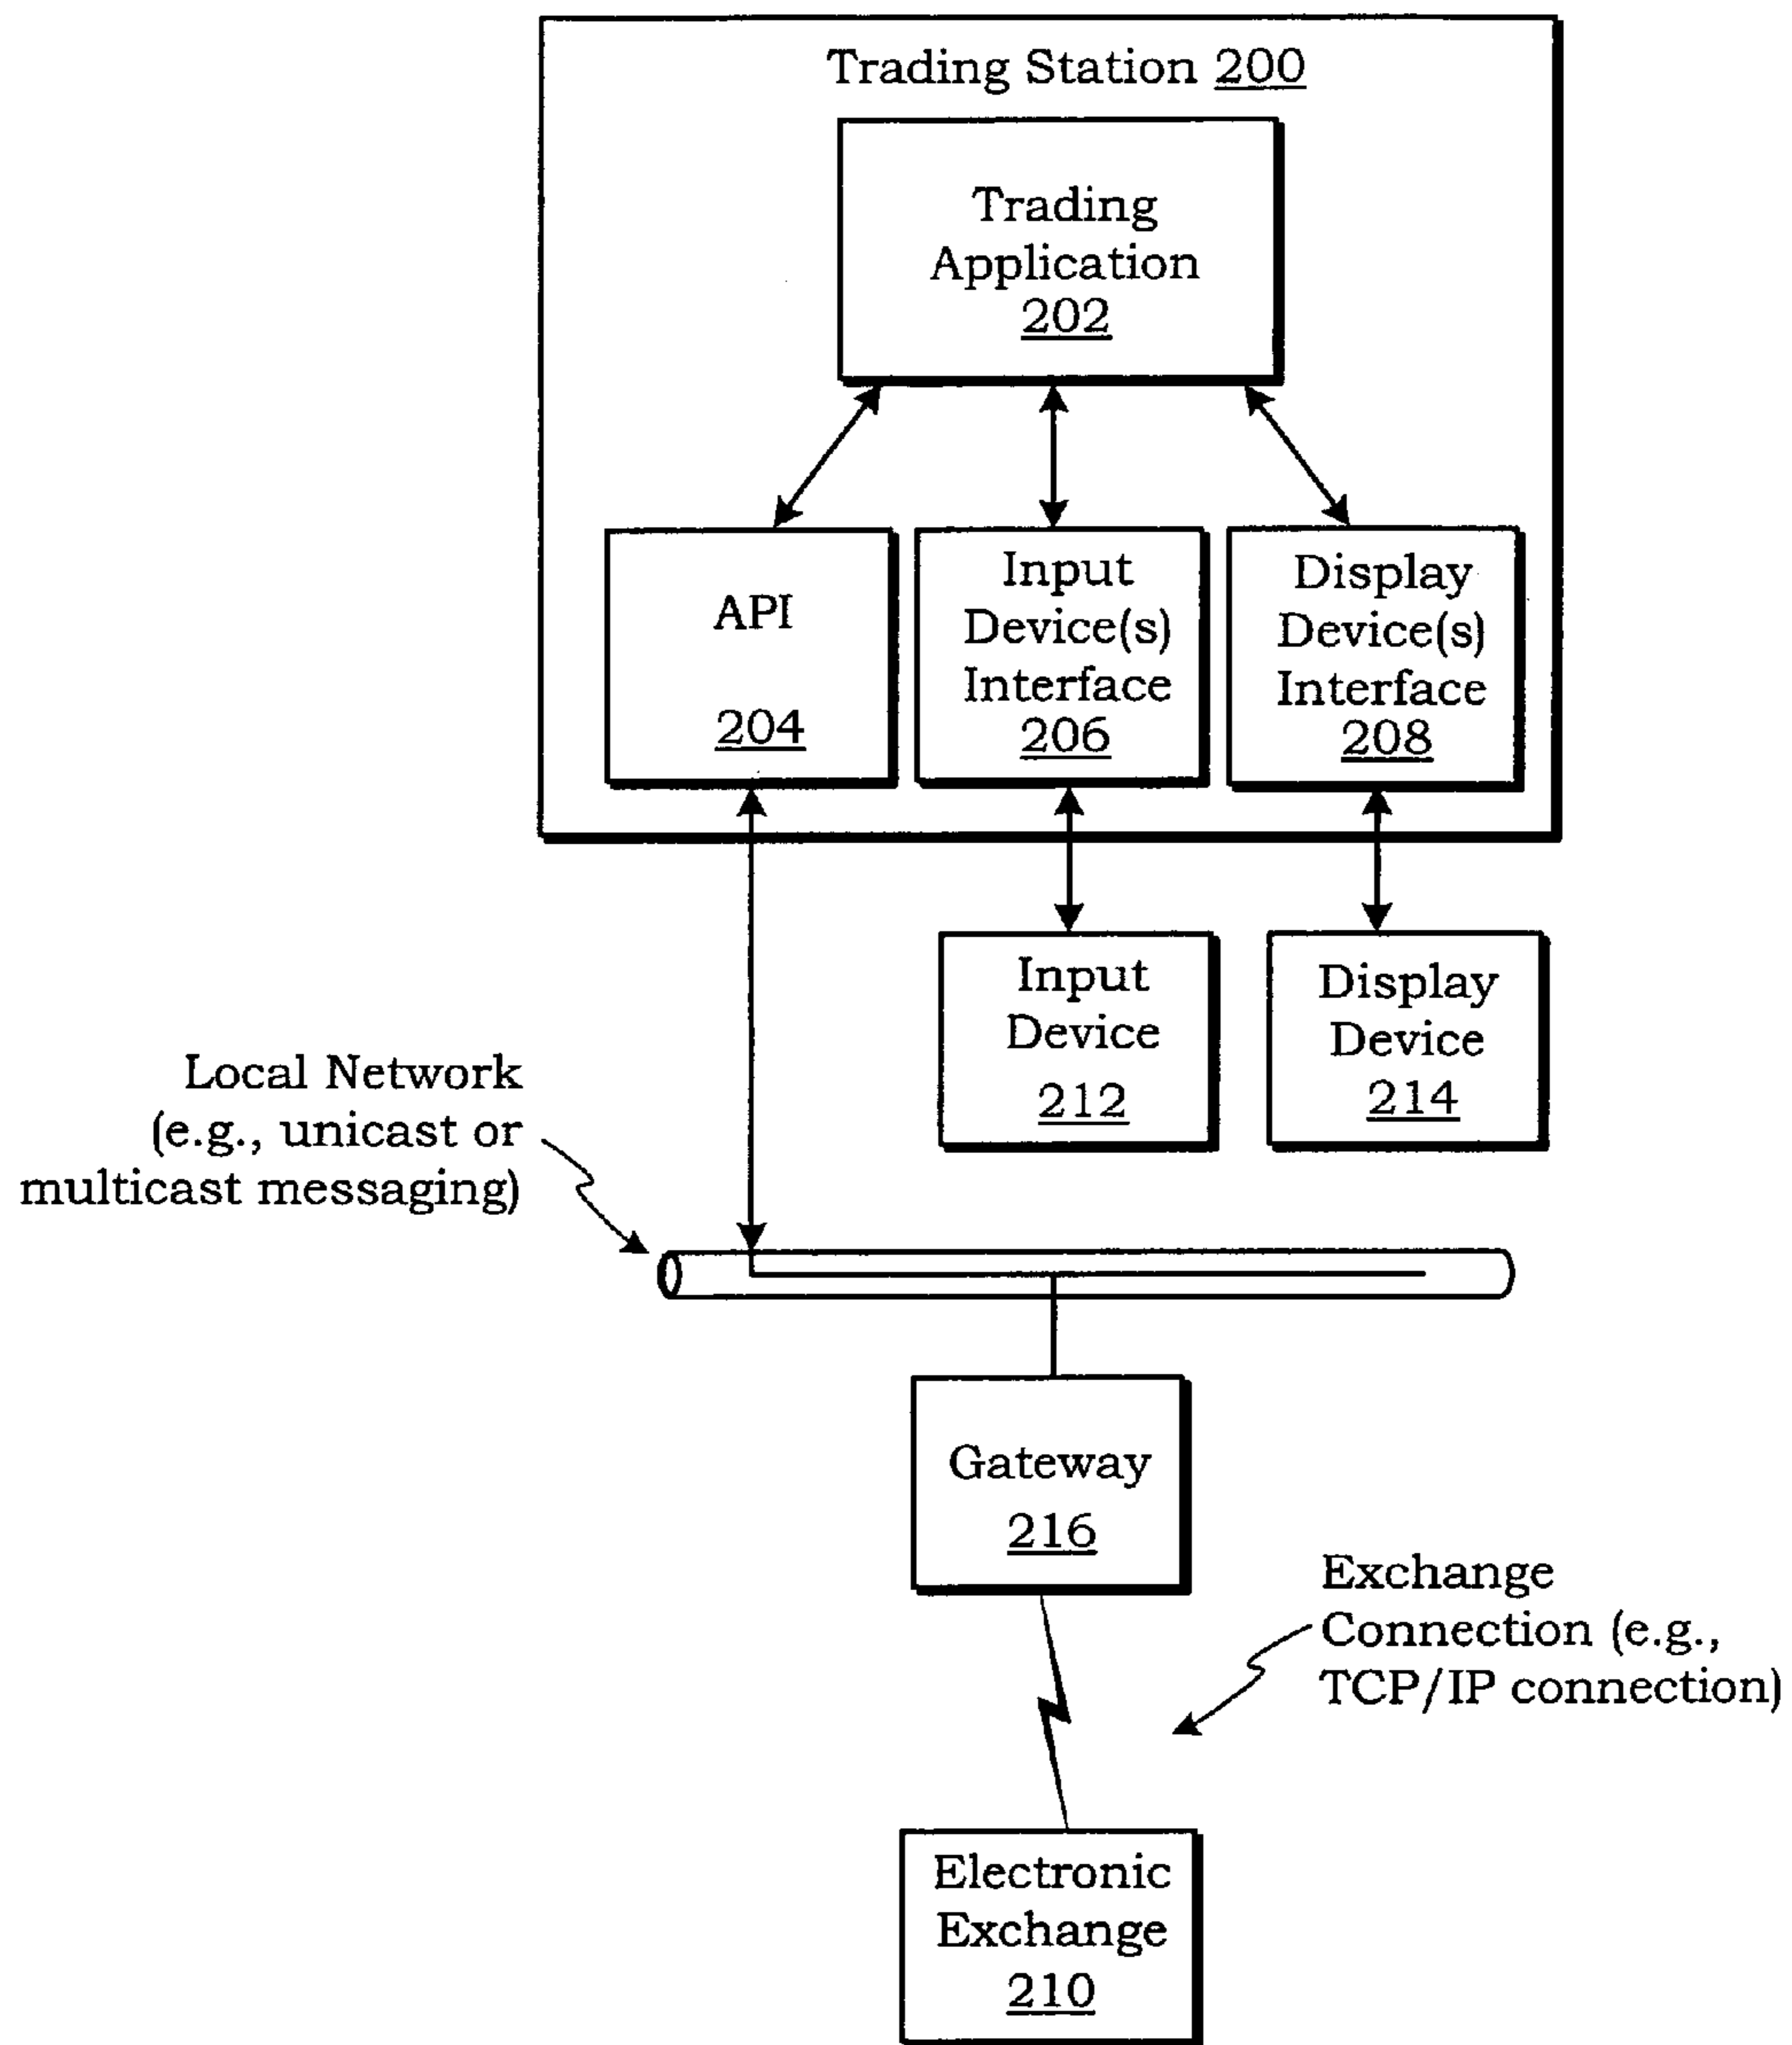 Trading Station 200
Trading
Application
202
API
204
Input
Device(s)
Interface
206
Display
Device(s)
Interface
208
Input
Device
212
Display
Device
214
Local Network
(e.g., unicast or
multicast messaging)
Gateway
216
Exchange
Connection (e.g.,
TCP/IP connection)
Electronic
Exchange
210